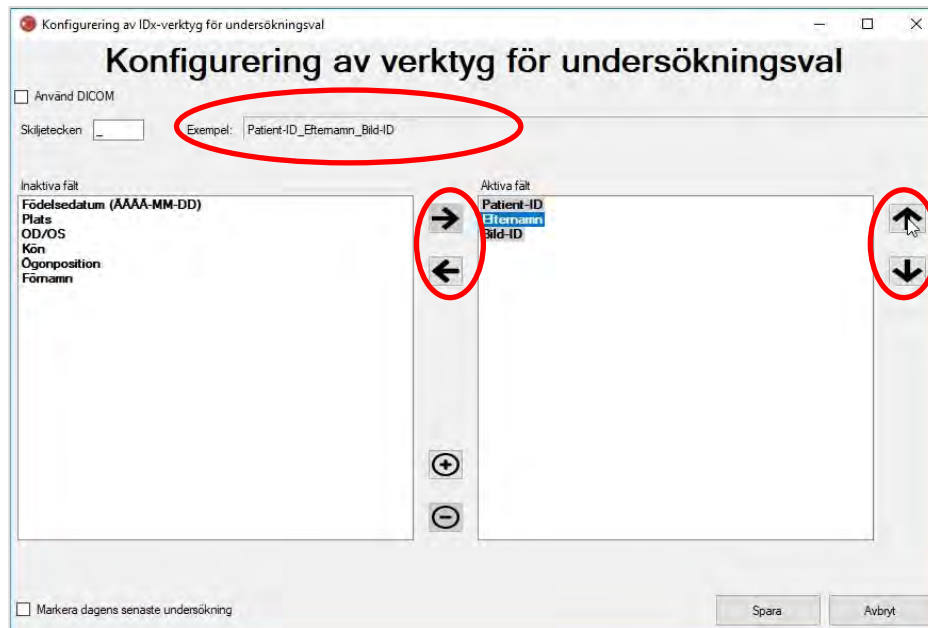 Konfigurering av IDx-verktyg för undersökningsval
Konfigurering av verktyg för undersökningsval
Använd DICOM
Skiljetecken _ Exempel: Patient-ID_Efternamn_Bild-ID
Inaktiva fält
Födelsedatum (ÅÅÅÅ-MM-DD)
Plats
OD/OS
Kön
Ögonposition
Förnamn
Aktiva fält
Patient-ID
Efternamn
Bild-ID
Markera dagens senaste undersökning
Spara Avbryt